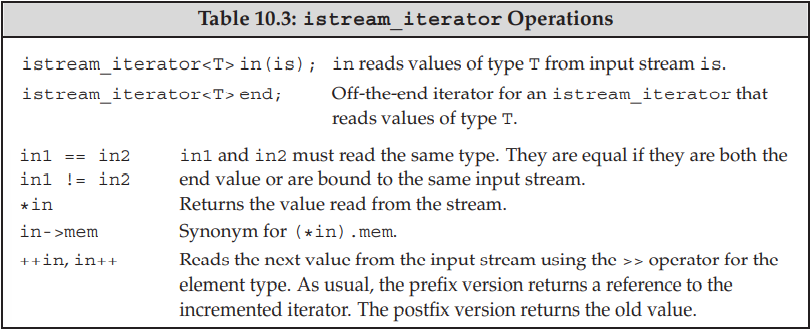 Table 10.3: istream_iterator Operations
istream_iterator<T> in(is); in reads values of type T from input stream is.
istream_iterator<T> end; Off-the-end iterator for an istream_iterator that
reads values of type T.
in1 == in2 in1 and in2 must read the same type. They are equal if they are both the
in1 != in2 end value or are bound to the same input stream.
*in Returns the value read from the stream.
in->mem Synonym for (*in).mem.
++in, in++ Reads the next value from the input stream using the >> operator for the
element type. As usual, the prefix version returns a reference to the
incremented iterator. The postfix version returns the old value.